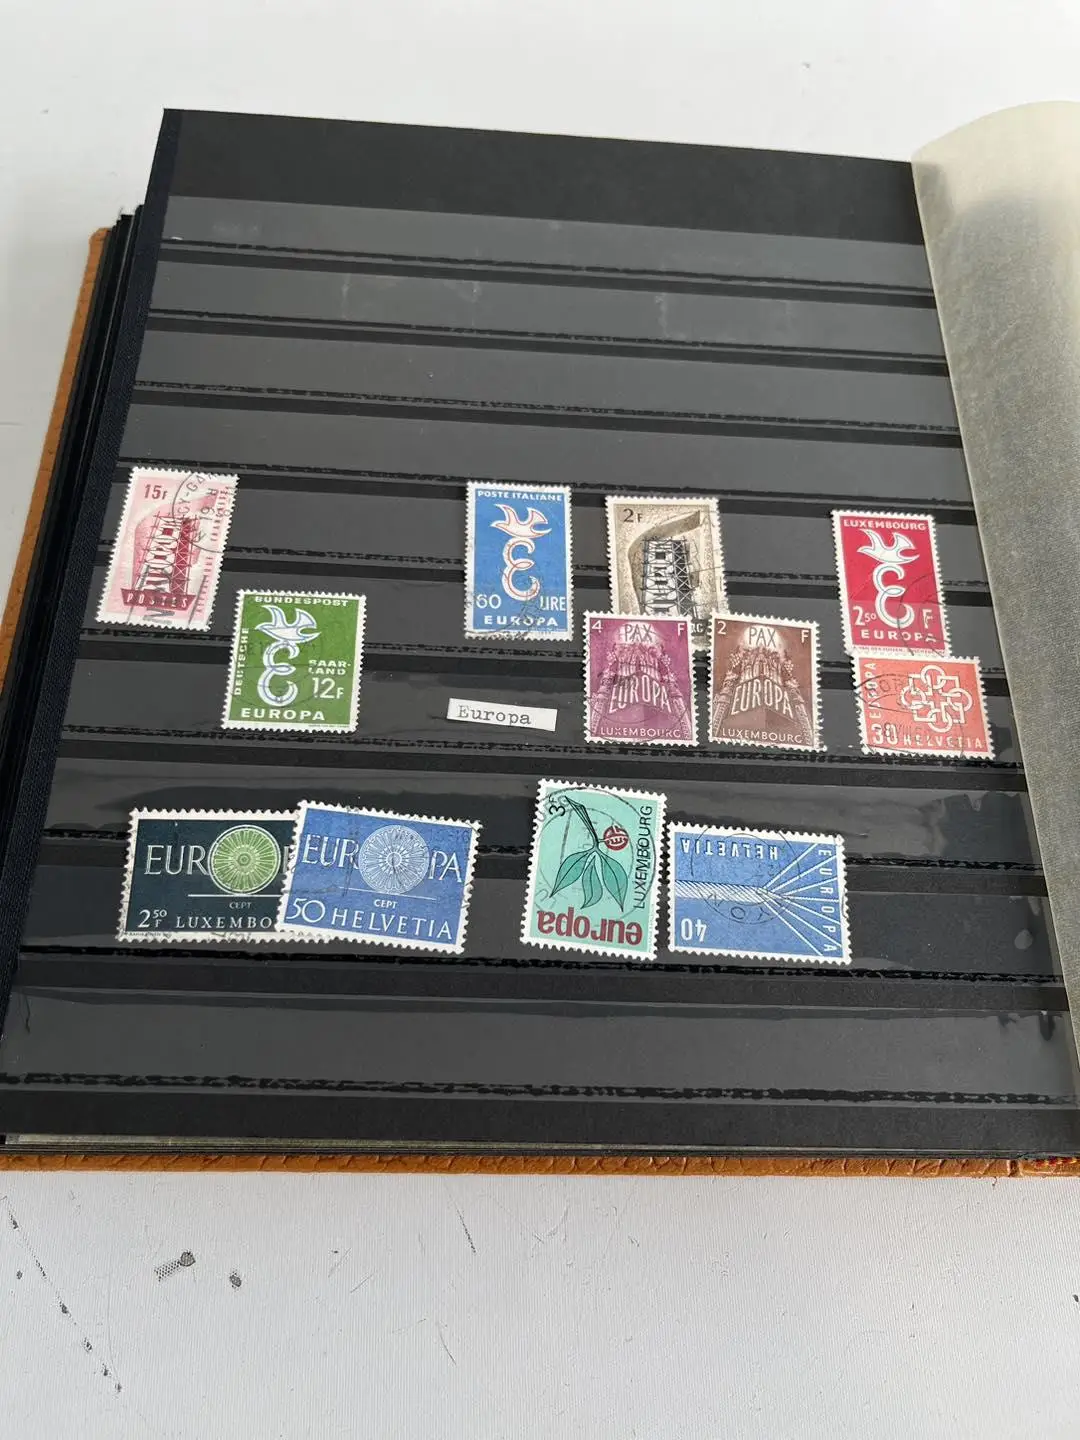 15F
POSTES
POSTE ITALIANE
60 LIRE
EUROPA
2F
LUXEMBOURG
2.50 F
EUROPA
DEUTSCHE BUNDESPOST
SAAR-
LAND
12F
EUROPA
Europa
4 PAX F
EUROPA
LUXEMBOURG
2 PAX F
EUROPA
LUXEMBOURG
EUROPA
30 HELVETIA
EUR
CEPT
2.50 F LUXEMBO
EUROPA
CEPT
50 HELVETIA
3F
LUXEMBOURG
europa
HELVETIA
EUROPA
40